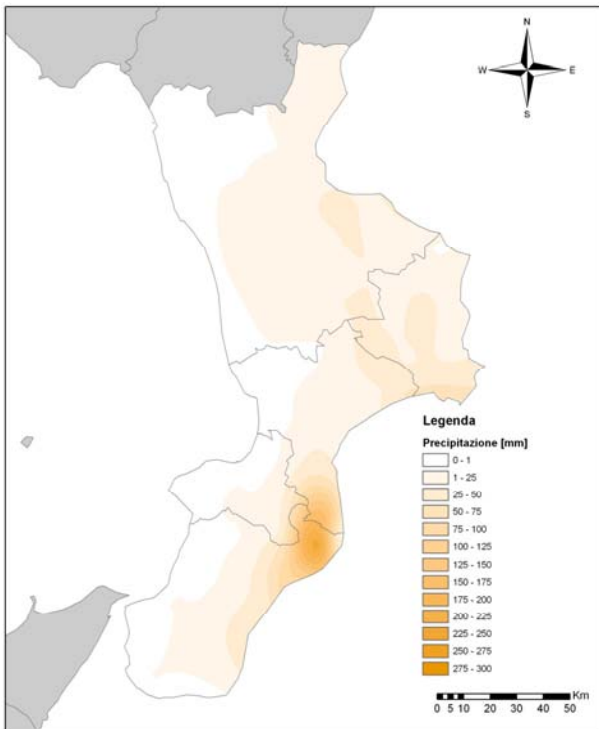 N
W E
S
Legenda
Precipitazione [mm]
0 - 1
1 - 25
25 - 50
50 - 75
75 - 100
100 - 125
125 - 150
150 - 175
175 - 200
200 - 225
225 - 250
250 - 275
275 - 300
Km
0 5 10 20 30 40 50